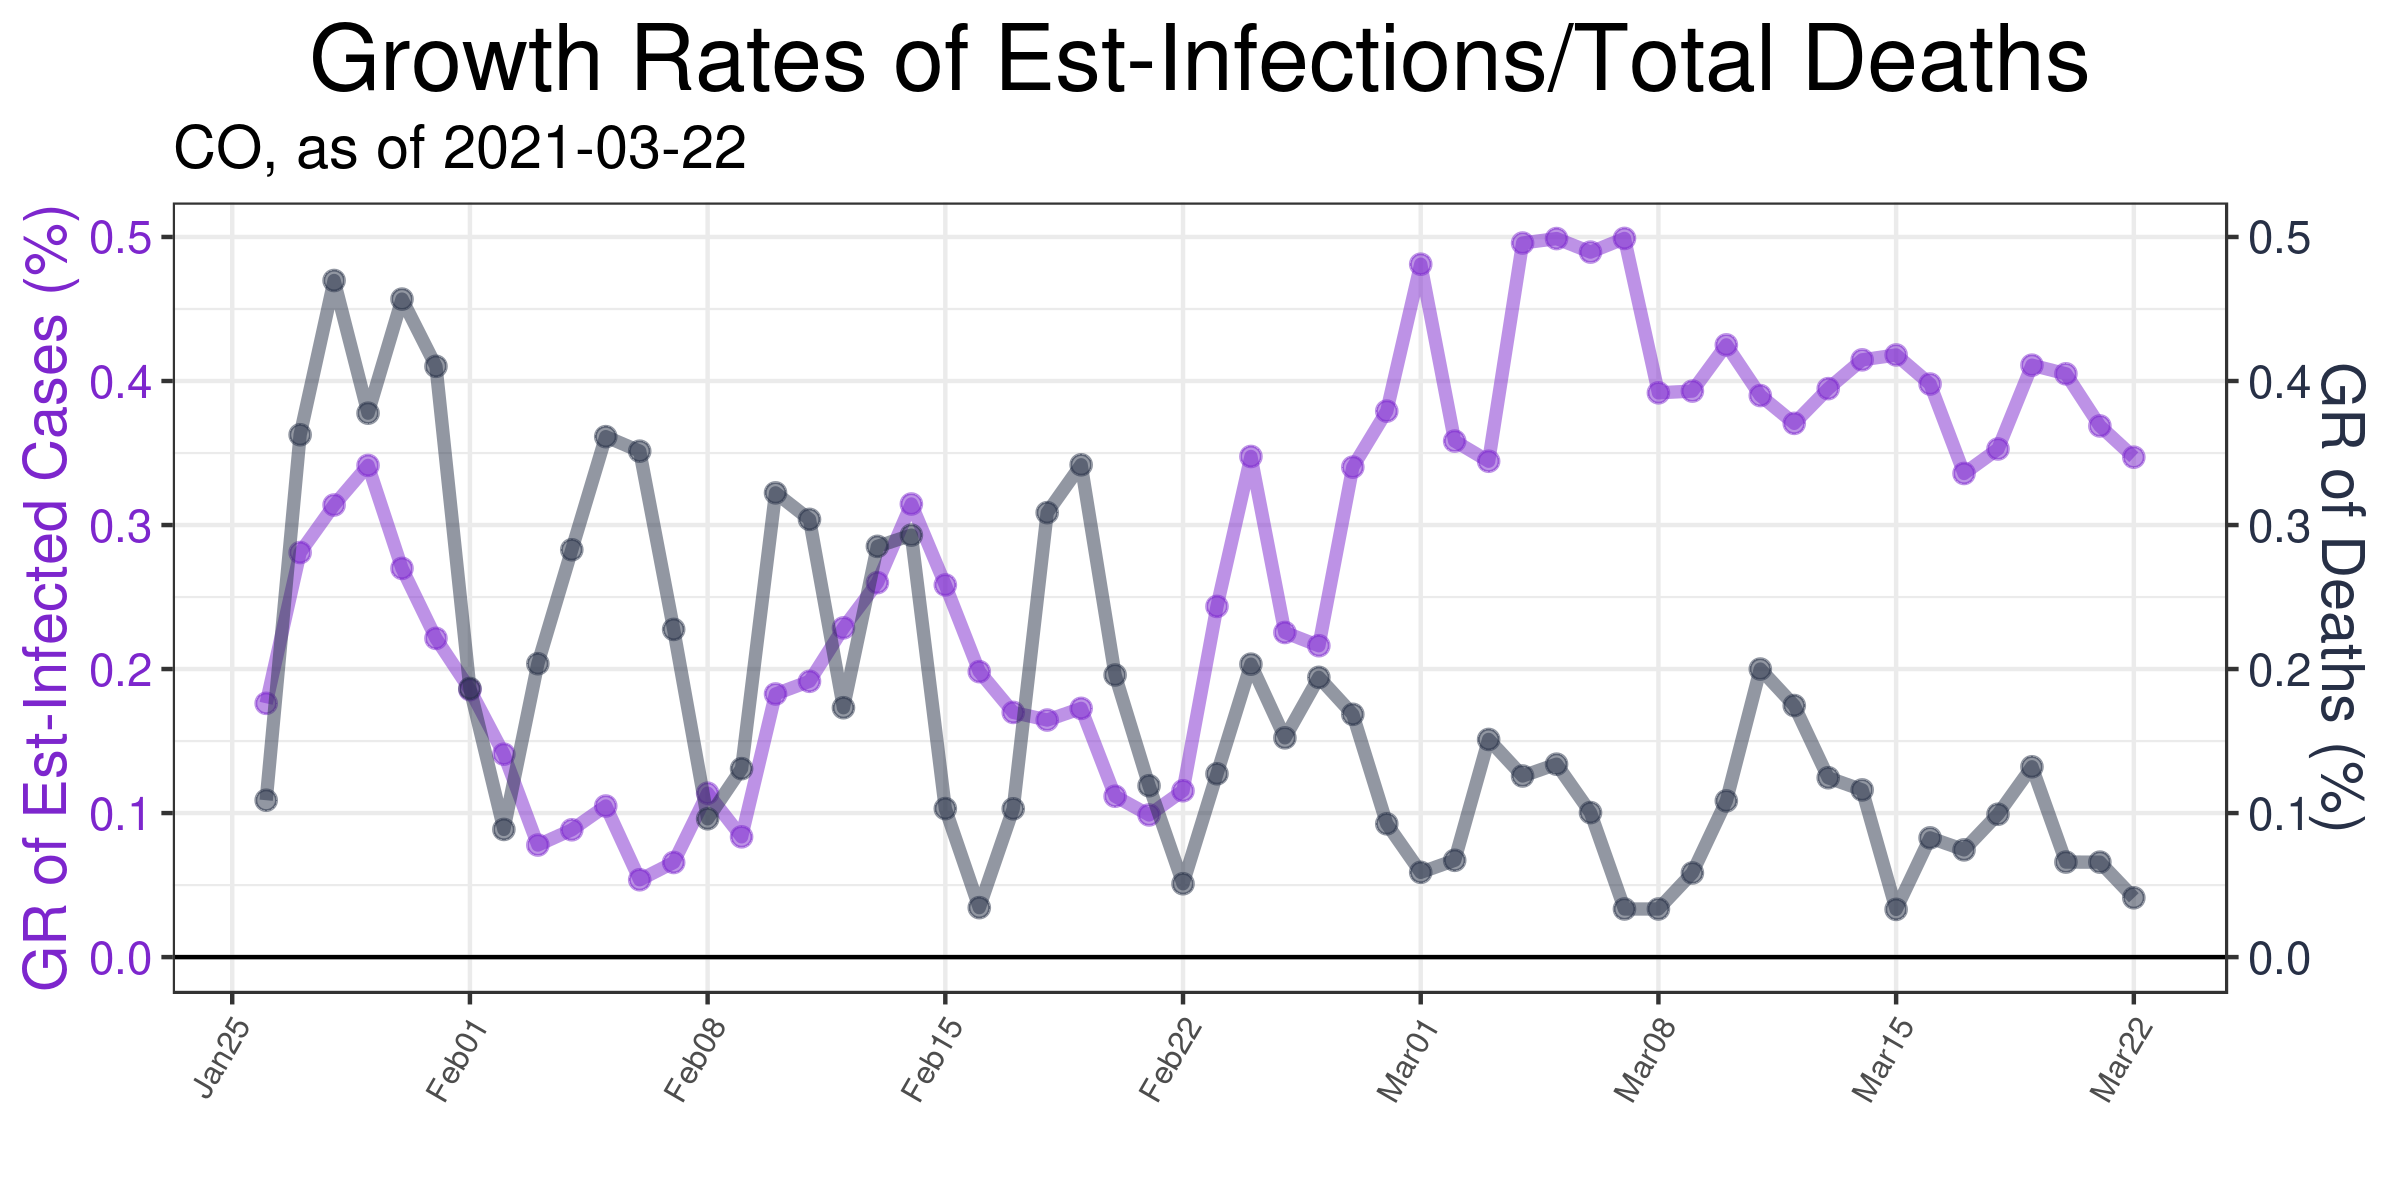 Growth Rates of Est-Infections/Total Deaths
CO, as of 2021-03-22
GR of Est-Infected Cases (%)
0.5
0.4
0.3
0.2
0.1
0.0
0.5
0.4
0.3
0.2
0.1
0.0
GR of Deaths (%)
Jan25
Feb01
Feb08
Feb15
Feb22
Mar01
Mar08
Mar15
Mar22